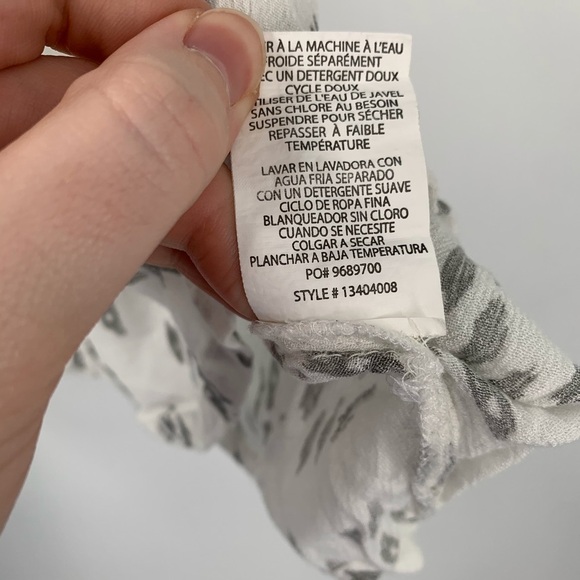 R À LA MACHINE À L'EAU
FROIDE SÉPARÉMENT
EC UN DETERGENT DOUX
CYCLE DOUX
TILISER DE L'EAU DE JAVEL
SANS CHLORE AU BESOIN
SUSPENDRE POUR SÉCHER
REPASSER À FAIBLE
TEMPÉRATURE
LAVAR EN LAVADORA CON
AGUA FRIA SEPARADO
CON UN DETERGENTE SUAVE
CICLO DE ROPA FINA
BLANQUEADOR SIN CLORO
CUANDO SE NECESITE
COLGAR A SECAR
PLANCHAR A BAJA TEMPERATURA
PO# 9689700
STYLE # 13404008